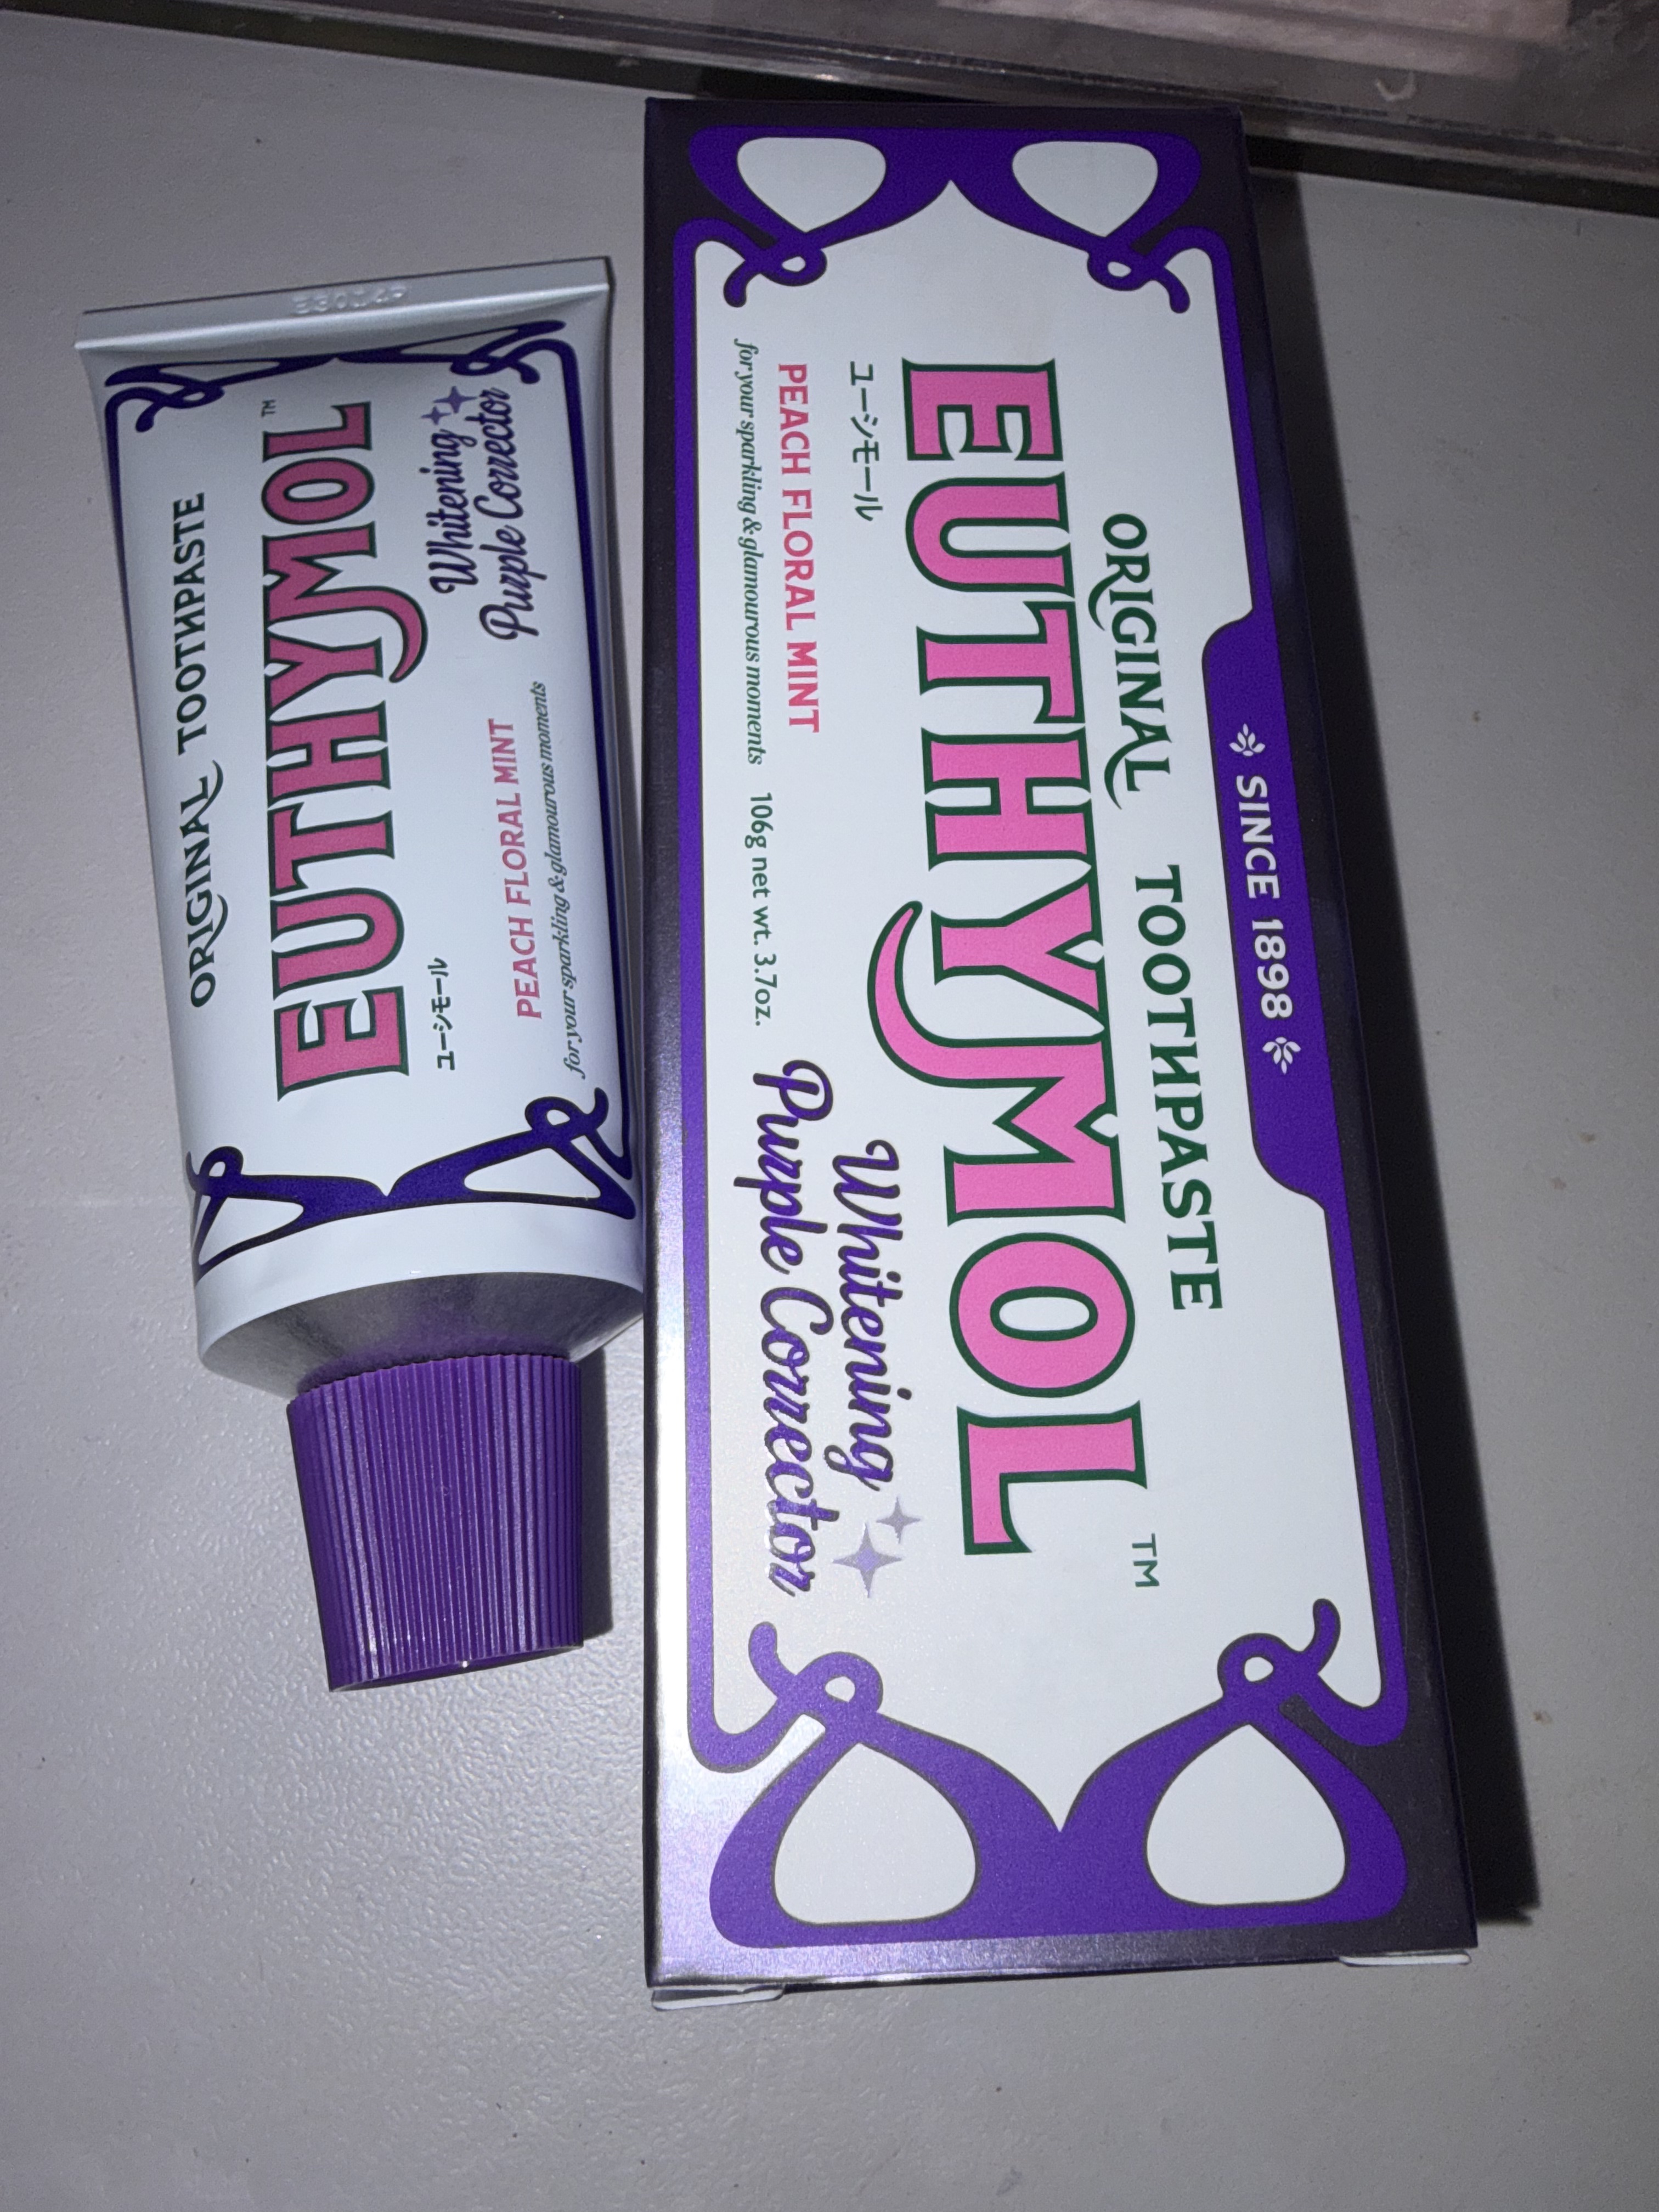 ORIGINAL TOOTHPASTE
EUTHYMOL™
Whitening
Purple Corrector
ユーシモール
PEACH FLORAL MINT
for your sparkling & glamourous moments
SINCE 1898
ORIGINAL TOOTHPASTE
EUTHYMOL™
ユーシモール
Whitening
Purple Corrector
PEACH FLORAL MINT
for your sparkling & glamourous moments 106g net wt. 3.7oz.